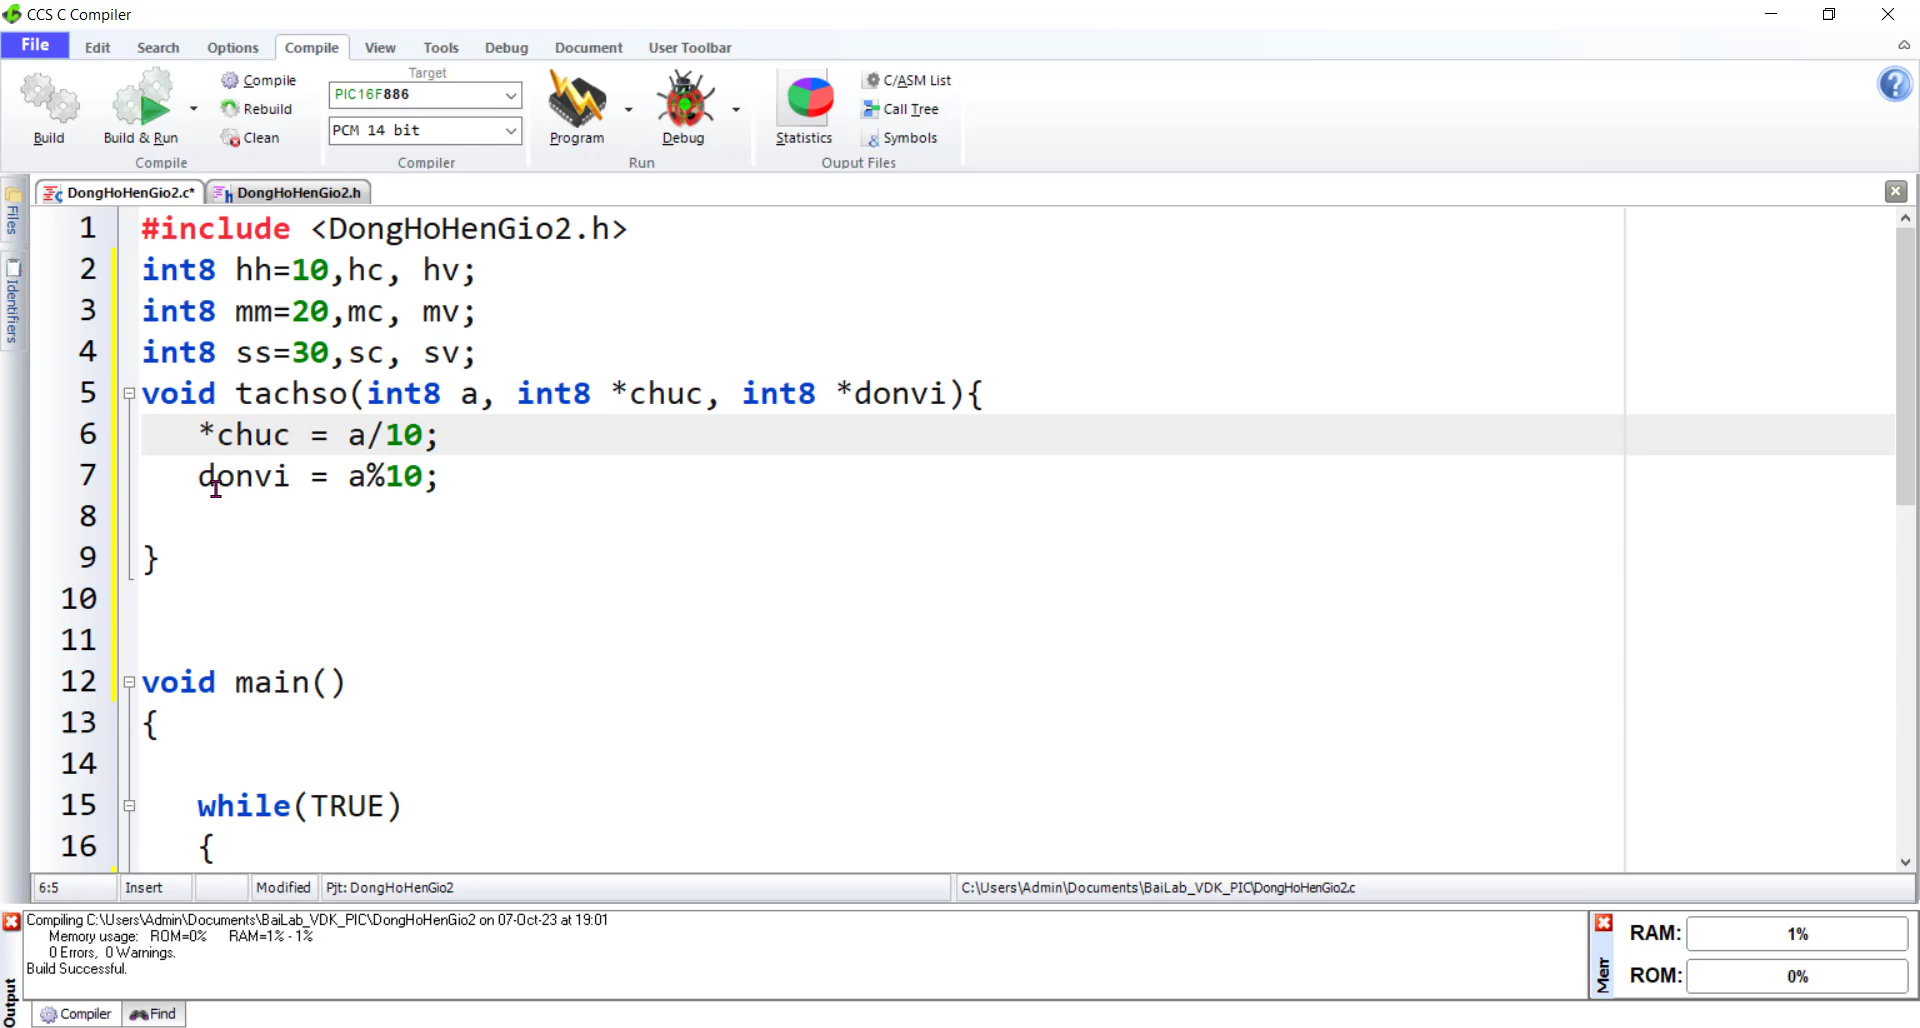 CCS C Compiler
File Edit Search Options Compile View Tools Debug Document User Toolbar
Build
Build & Run
Compile
Rebuild
Clean
Compile
Target
PIC16F886
PCM 14 bit
Compiler
Program
Debug
Run
Statistics
C/ASM List
Call Tree
Symbols
Ouput Files
Files
Identifiers
DongHoHenGio2.c* DongHoHenGio2.h
1 #include <DongHoHenGio2.h>
2 int8 hh=10,hc, hv;
3 int8 mm=20,mc, mv;
4 int8 ss=30,sc, sv;
5 void tachso(int8 a, int8 *chuc, int8 *donvi){
6 *chuc = a/10;
7 donvi = a%10;
8
9 }
10
11
12 void main()
13 {
14
15 while(TRUE)
16 {
6:5 Insert Modified Pjt: DongHoHenGio2 C:\Users\Admin\Documents\BaiLab_VDK_PIC\DongHoHenGio2.c
Compiling C:\Users\Admin\Documents\BaiLab_VDK_PIC\DongHoHenGio2 on 07-Oct-23 at 19:01
Memory usage: ROM=0% RAM=1% - 1%
0 Errors, 0 Warnings.
Build Successful.
Output
Compiler Find
Merr
RAM: 1%
ROM: 0%